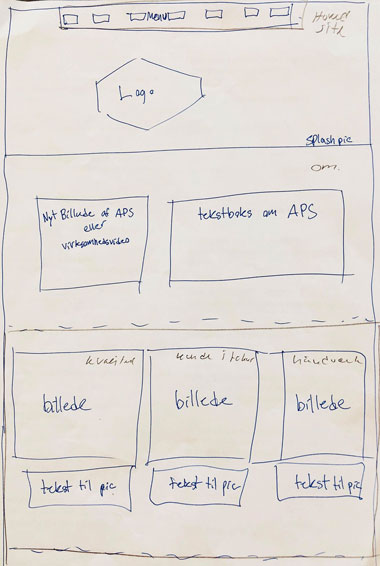 Menu
Home
site
Logo
splash pic
om.
Nyt Billede af APS
eller
virksomhedsvideo
tekstboks om APS
kvalitet
kunde i fokus
håndværk
billede
billede
billede
tekst til pic
tekst til pic
tekst til pic